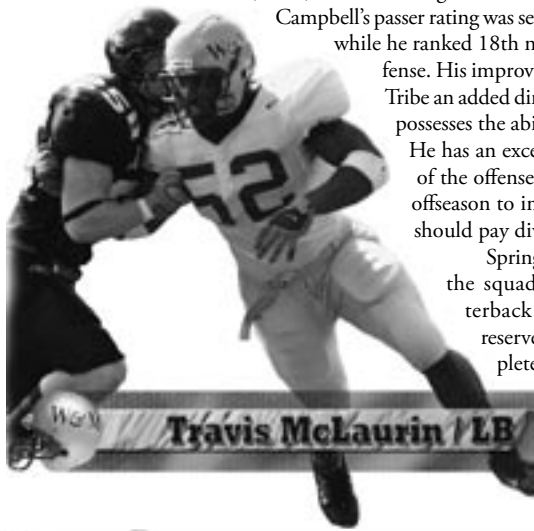 Campbell's passer rating was se
while he ranked 18th n
fense. His improv
Tribe an added dir
possesses the abi
He has an exce
of the offense
offseason to in
should pay div
Spring
the squad
terback
reserve
plete
W&M
52
W&M
Travis McLaurin / LB